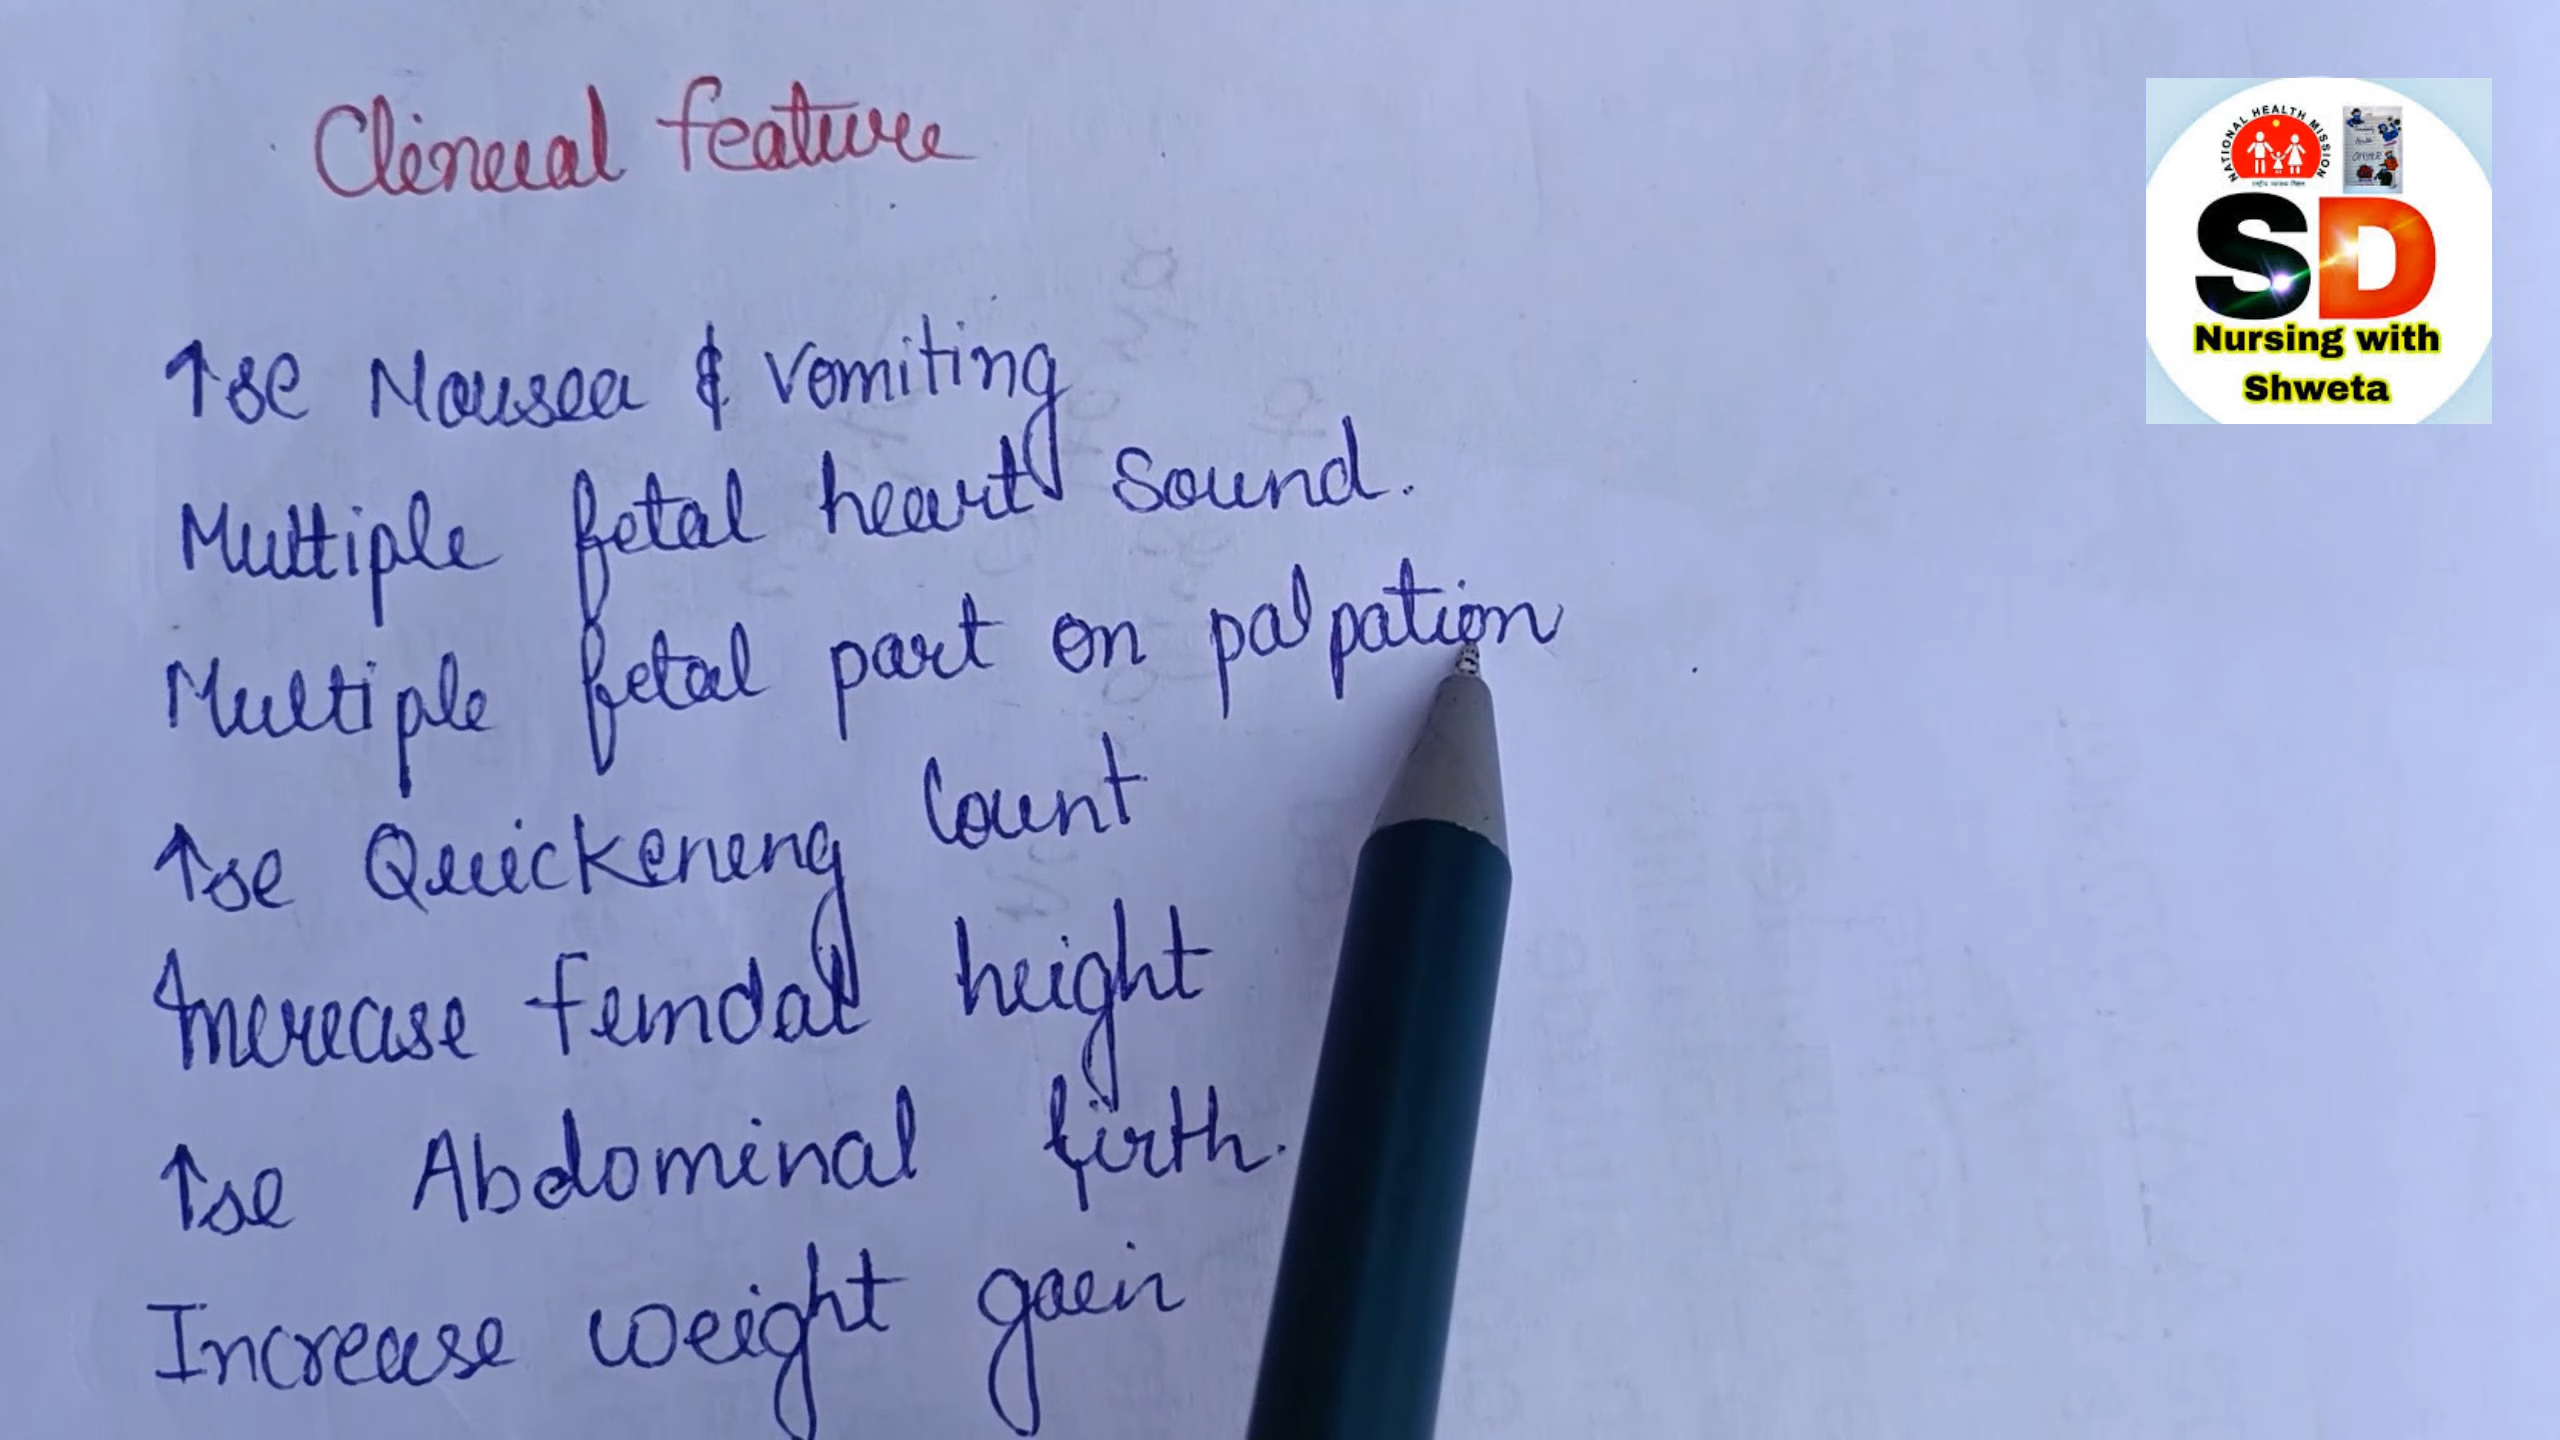 Clinical feature
↑se Nausea & vomiting
Multiple fetal heart Sound.
Multiple fetal part on palpation
↑se Quickening Count
Increase fundal height
↑se Abdominal girth.
Increase weight gain
NATIONAL HEALTH MISSION
SD
Nursing with
Shweta